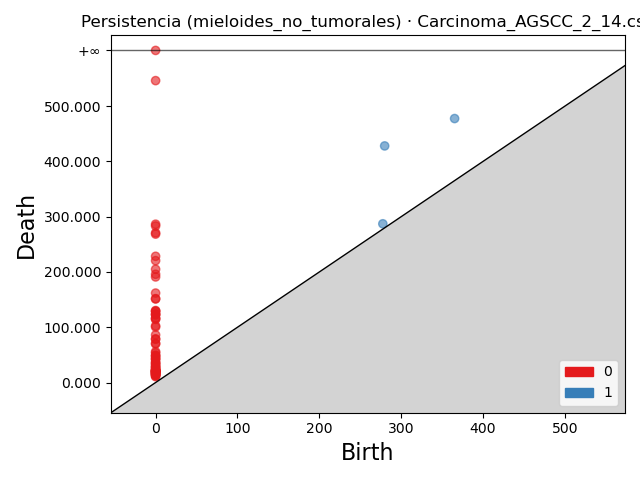 Persistencia (mieloides_no_tumorales) · Carcinoma_AGSCC_2_14.cs
+∞
500.000
400.000
300.000
200.000
100.000
0.000
Death
0
1
0 100 200 300 400 500
Birth